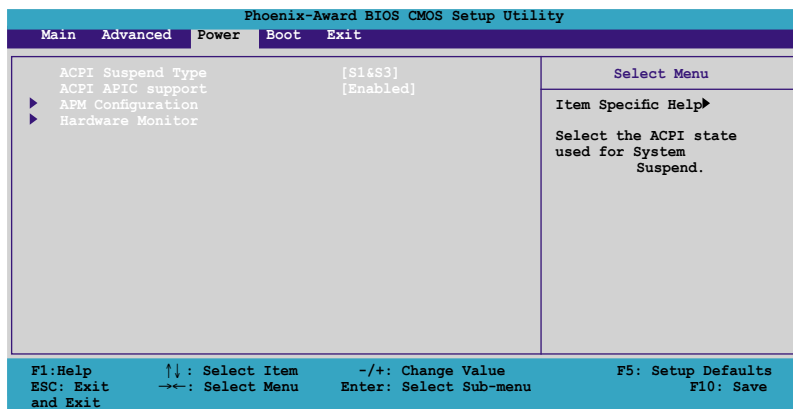 Phoenix-Award BIOS CMOS Setup Utility
Main Advanced Power Boot Exit
ACPI Suspend Type [S1&S3]
ACPI APIC support [Enabled]
APM Configuration
Hardware Monitor
Select Menu
Item Specific Help
Select the ACPI state
used for System
Suspend.
F1:Help ↑↓: Select Item -/+: Change Value F5: Setup Defaults
ESC: Exit →←: Select Menu Enter: Select Sub-menu F10: Save
and Exit